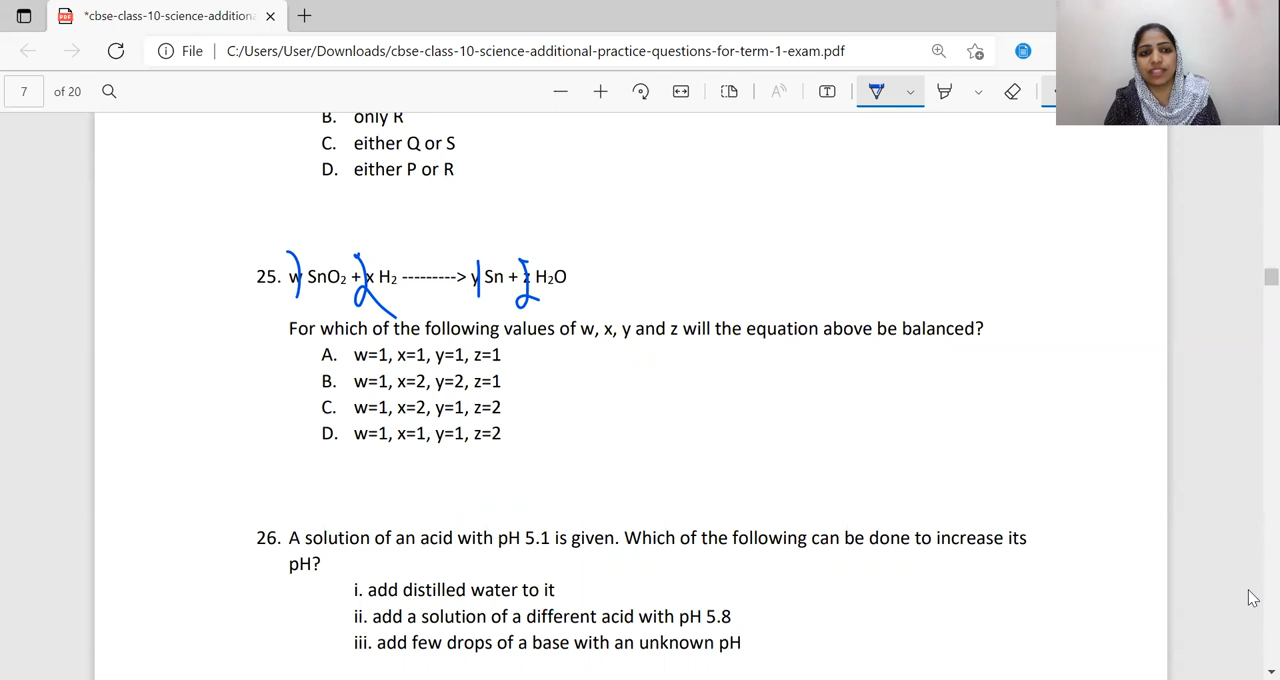 *cbse-class-10-science-additiona
File
C:/Users/User/Downloads/cbse-class-10-science-additional-practice-questions-for-term-1-exam.pdf
7 of 20
B. only R
C. either Q or S
D. either P or R
25. w SnO₂ + x H₂ ---------> y Sn + z H₂O
1 2 1 2
For which of the following values of w, x, y and z will the equation above be balanced?
A. w=1, x=1, y=1, z=1
B. w=1, x=2, y=2, z=1
C. w=1, x=2, y=1, z=2
D. w=1, x=1, y=1, z=2
26. A solution of an acid with pH 5.1 is given. Which of the following can be done to increase its
pH?
i. add distilled water to it
ii. add a solution of a different acid with pH 5.8
iii. add few drops of a base with an unknown pH